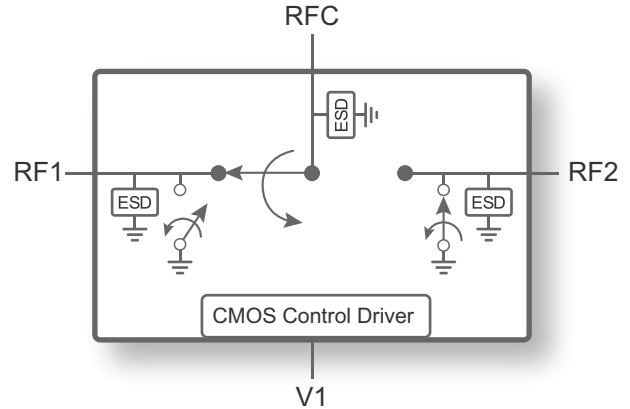 RFC
ESD
RF1
RF2
ESD
ESD
CMOS Control Driver
V1